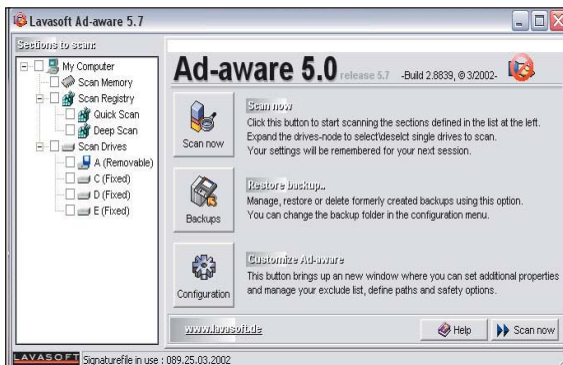 Lavasoft Ad-aware 5.7
Sections to scan:
My Computer
Scan Memory
Scan Registry
Quick Scan
Deep Scan
Scan Drives
A (Removable)
C (Fixed)
D (Fixed)
E (Fixed)
Ad-aware 5.0 release 5.7 -Build 2.8839, © 3/2002-
Scan now
Scan now
Click this button to start scanning the sections defined in the list at the left.
Expand the drives-node to select\deselect single drives to scan.
Your settings will be remembered for your next session.
Backups
Restore backup..
Manage, restore or delete formerly created backups using this option.
You can change the backup folder in the configuration menu.
Configuration
Customize Ad-aware
This button brings up an new window where you can set additional properties
and manage your exclude list, define paths and safety options.
www.lavasoft.de
Help
Scan now
LAVASOFT Signaturefile in use : 089.25.03.2002